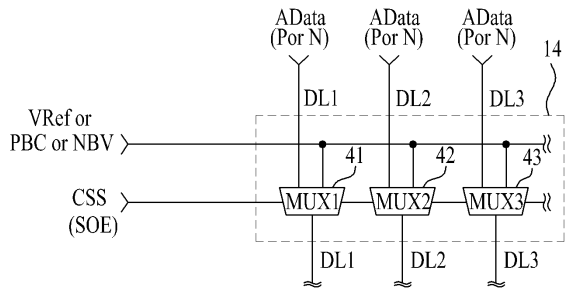 AData AData AData
(Por N) (Por N) (Por N)
14
DL1 DL2 DL3
VRef or
PBC or NBV
41 42 43
CSS
(SOE)
MUX1 MUX2 MUX3
DL1 DL2 DL3